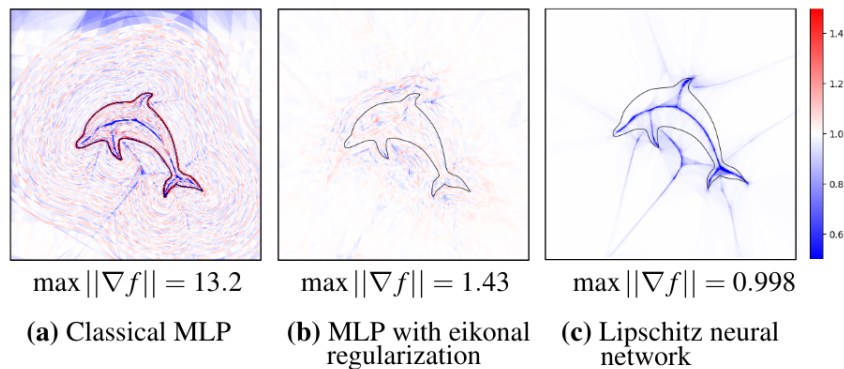 1.4
1.2
1.0
0.8
0.6
max ||∇f|| = 13.2
max ||∇f|| = 1.43
max ||∇f|| = 0.998
(a) Classical MLP
(b) MLP with eikonal
regularization
(c) Lipschitz neural
network